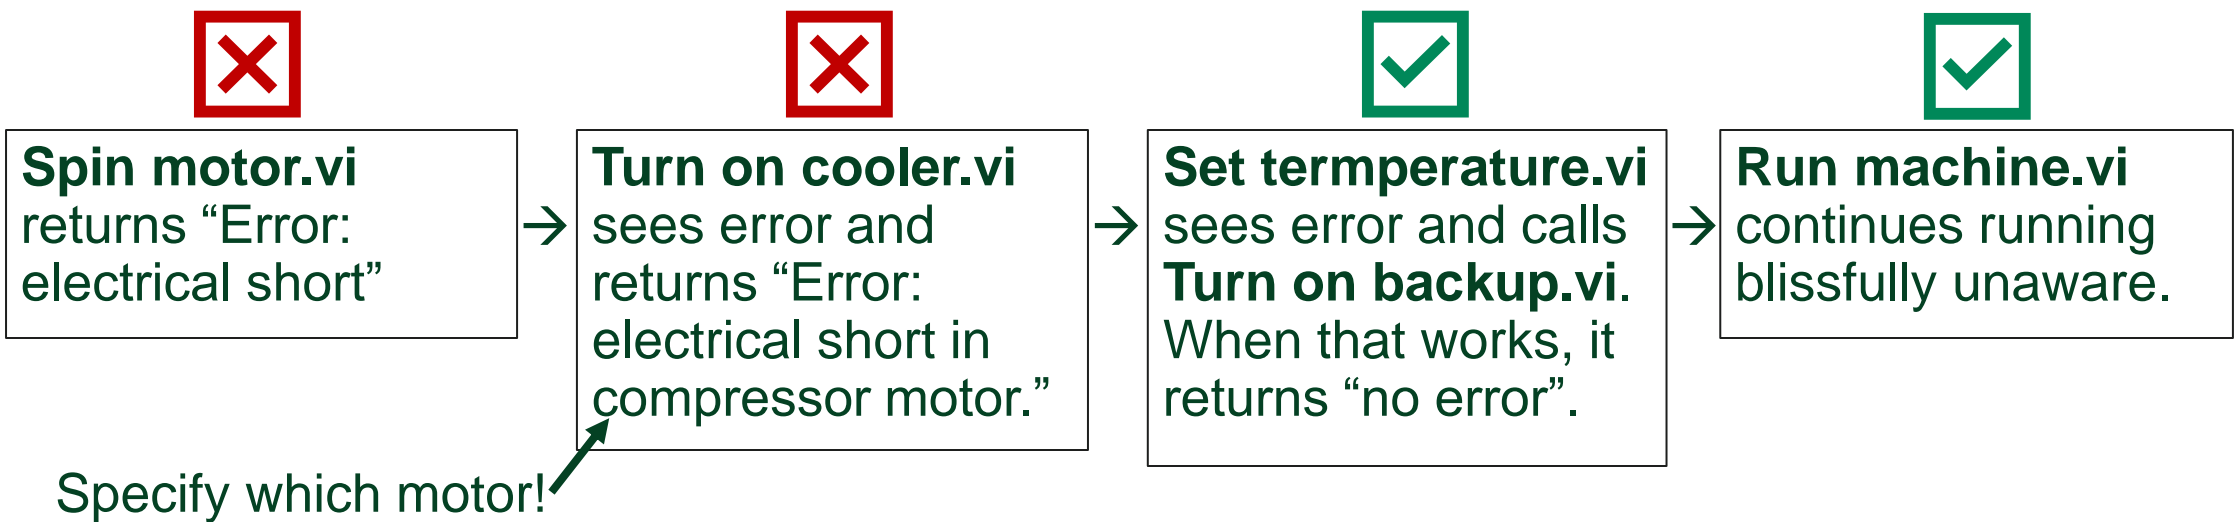 Spin motor.vi
returns “Error:
electrical short”
→
Turn on cooler.vi
sees error and
returns “Error:
electrical short in
compressor motor.”
→
Set termperature.vi
sees error and calls
Turn on backup.vi.
When that works, it
returns “no error”.
→
Run machine.vi
continues running
blissfully unaware.
Specify which motor!